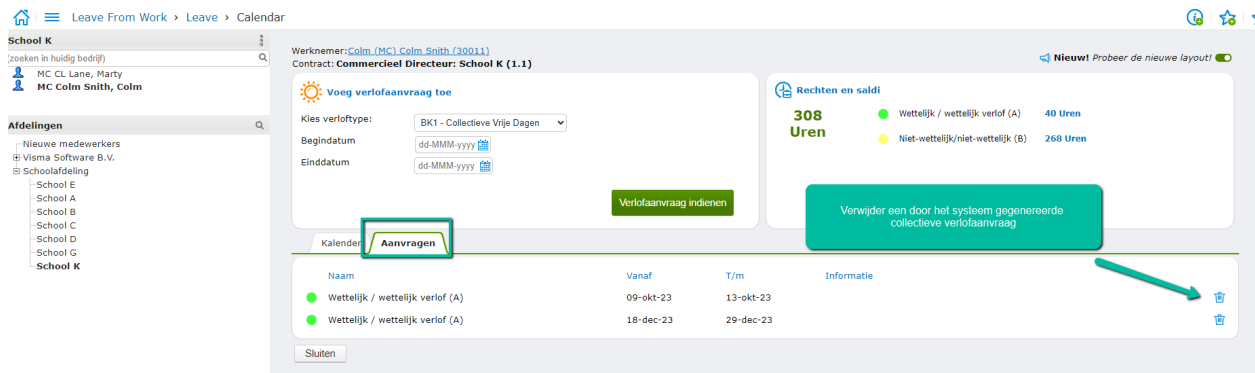 Leave From Work › Leave › Calendar
School K
(zoeken in huidig bedrijf)
MC CL Lane, Marty
MC Colm Snith, Colm
Afdelingen
Nieuwe medewerkers
Visma Software B.V.
Schoolafdeling
School E
School A
School B
School C
School D
School G
School K
Werknemer:Colm (MC) Colm Snith (30011)
Contract: Commercieel Directeur: School K (1.1)
Nieuw! Probeer de nieuwe layout!
Voeg verlofaanvraag toe
Kies verloftype: BK1 - Collectieve Vrije Dagen
Begindatum dd-MMM-yyyy
Einddatum dd-MMM-yyyy
Verlofaanvraag indienen
Rechten en saldi
308
Uren
Wettelijk / wettelijk verlof (A) 40 Uren
Niet-wettelijk/niet-wettelijk (B) 268 Uren
Verwijder een door het systeem gegenereerde
collectieve verlofaanvraag
Kalender Aanvragen
Naam Vanaf T/m Informatie
Wettelijk / wettelijk verlof (A) 09-okt-23 13-okt-23
Wettelijk / wettelijk verlof (A) 18-dec-23 29-dec-23
Sluiten